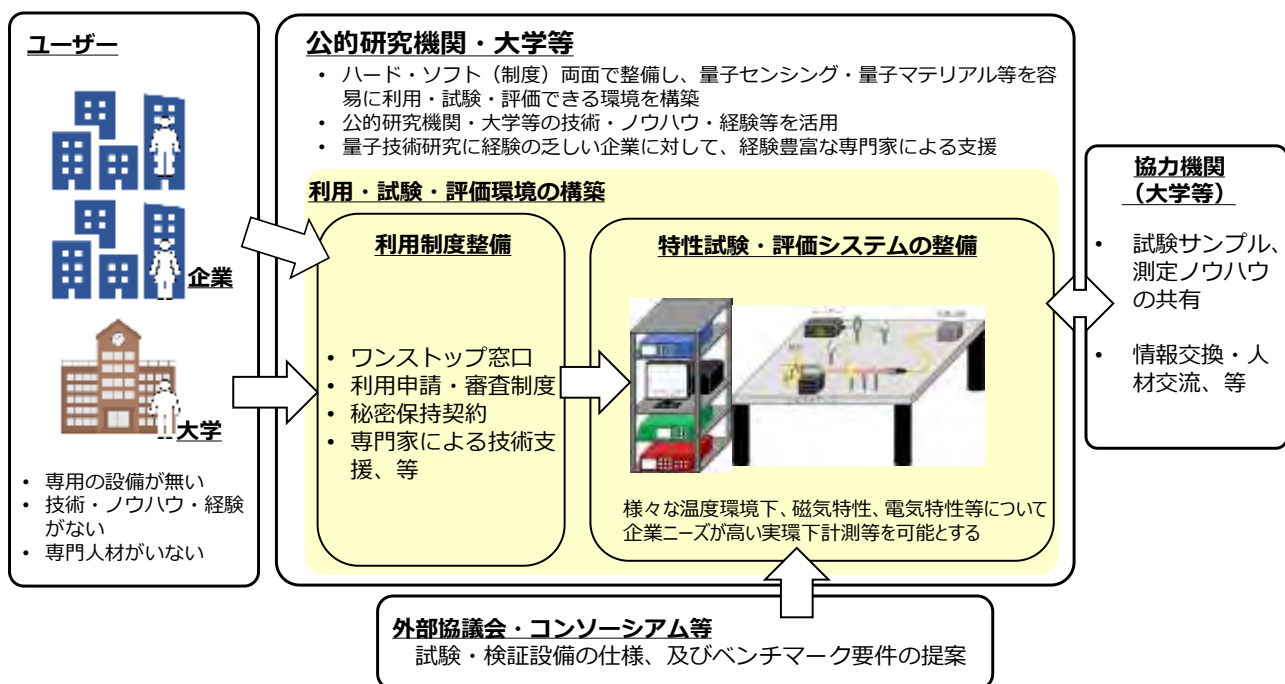 ユーザー
企業
大学
• 専用の設備が無い
• 技術・ノウハウ・経験
がない
• 専門人材がいない
公的研究機関・大学等
• ハード・ソフト（制度）両面で整備し、量子センシング・量子マテリアル等を容
易に利用・試験・評価できる環境を構築
• 公的研究機関・大学等の技術・ノウハウ・経験等を活用
• 量子技術研究に経験の乏しい企業に対して、経験豊富な専門家による支援
利用・試験・評価環境の構築
利用制度整備
• ワンストップ窓口
• 利用申請・審査制度
• 秘密保持契約
• 専門家による技術支
援、等
特性試験・評価システムの整備
様々な温度環境下、磁気特性、電気特性等について
企業ニーズが高い実環下計測等を可能とする
協力機関
（大学等）
• 試験サンプル、
測定ノウハウ
の共有
• 情報交換・人
材交流、等
外部協議会・コンソーシアム等
試験・検証設備の仕様、及びベンチマーク要件の提案